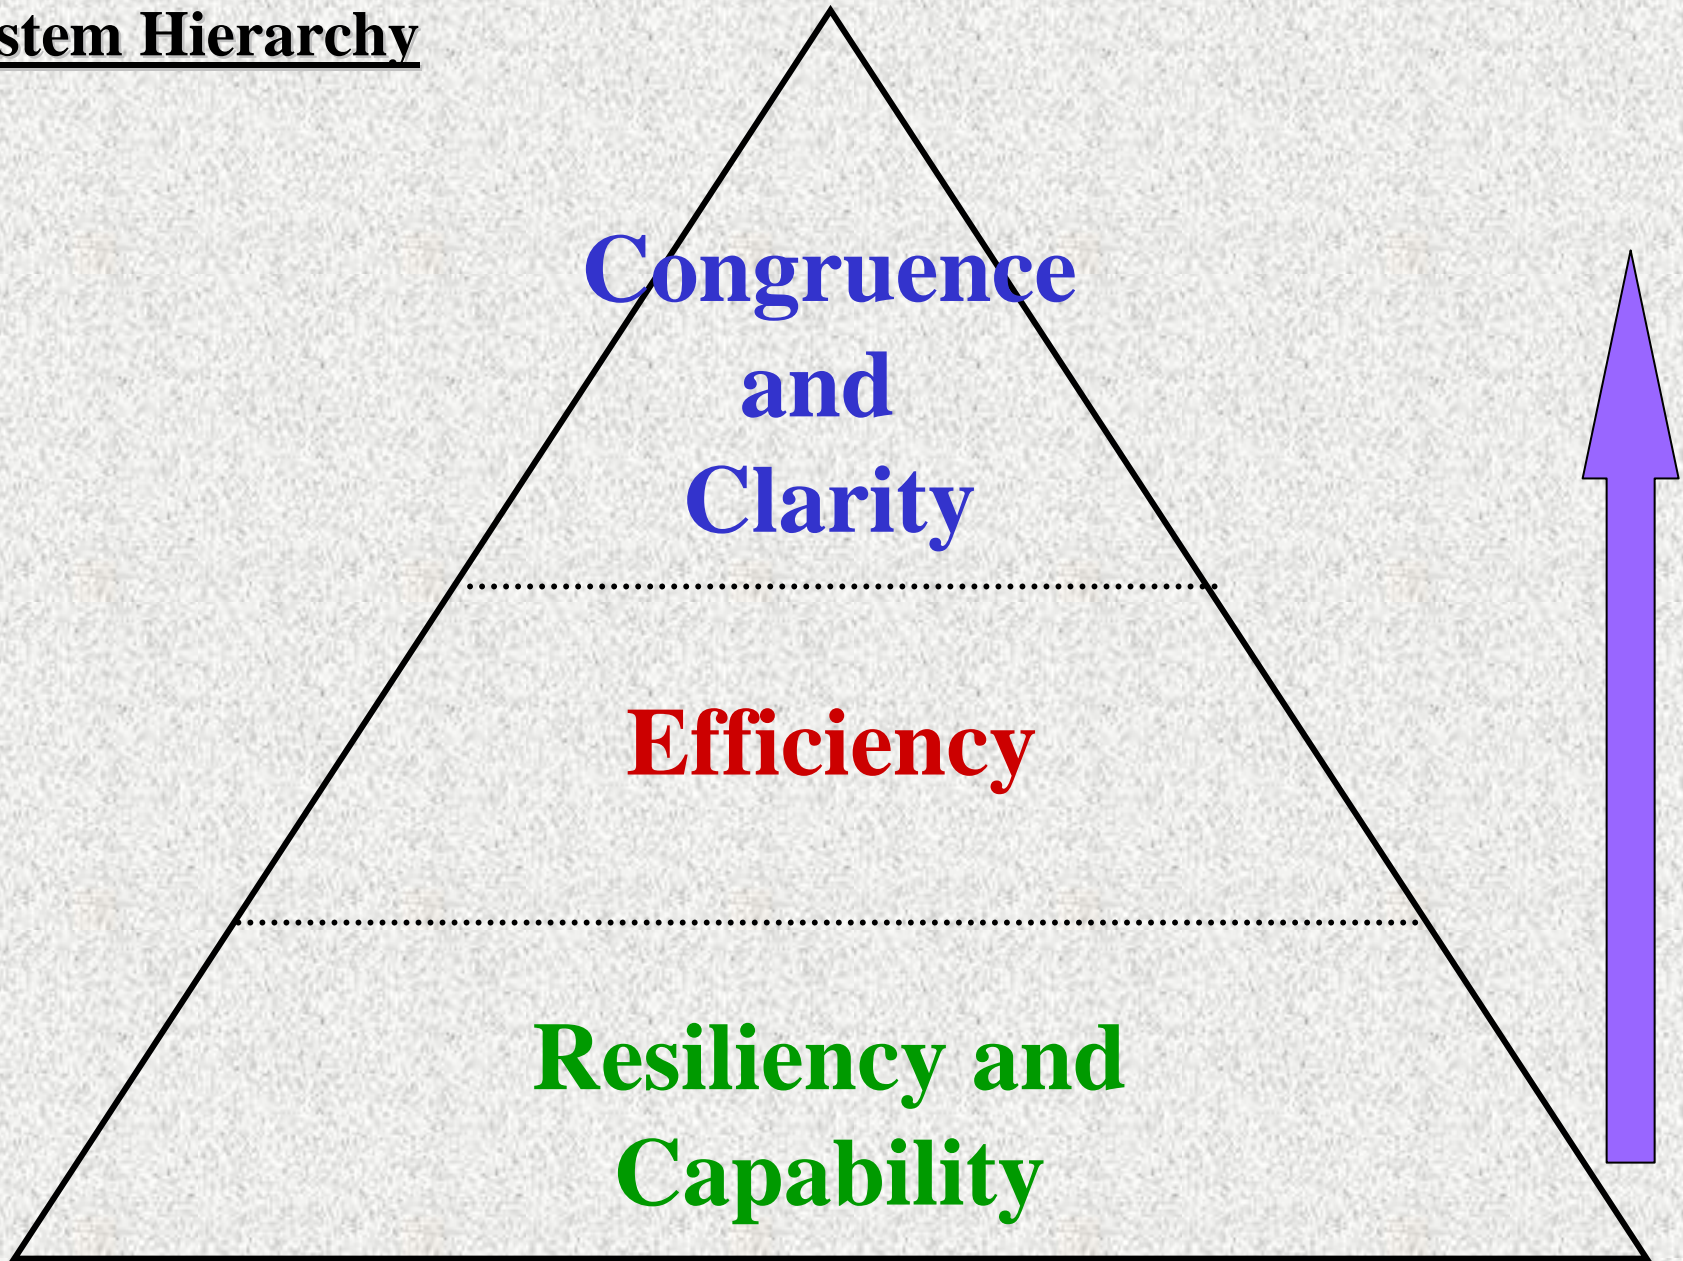 stem Hierarchy
Congruence
and
Clarity
Efficiency
Resiliency and
Capability